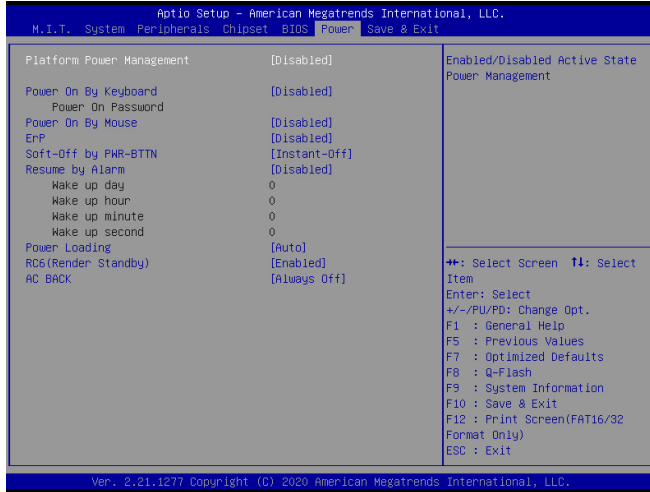 Aptio Setup – American Megatrends International, LLC.
M.I.T. System Peripherals Chipset BIOS Power Save & Exit
Platform Power Management [Disabled]
Power On By Keyboard [Disabled]
Power On Password
Power On By Mouse [Disabled]
ErP [Disabled]
Soft-Off by PWR-BTTN [Instant-Off]
Resume by Alarm [Disabled]
Wake up day 0
Wake up hour 0
Wake up minute 0
Wake up second 0
Power Loading [Auto]
RC6(Render Standby) [Enabled]
AC BACK [Always Off]
Enabled/Disabled Active State
Power Management
→←: Select Screen ↑↓: Select
Item
Enter: Select
+/-/PU/PD: Change Opt.
F1 : General Help
F5 : Previous Values
F7 : Optimized Defaults
F8 : Q-Flash
F9 : System Information
F10 : Save & Exit
F12 : Print Screen(FAT16/32
Format Only)
ESC : Exit
Ver. 2.21.1277 Copyright (C) 2020 American Megatrends International, LLC.